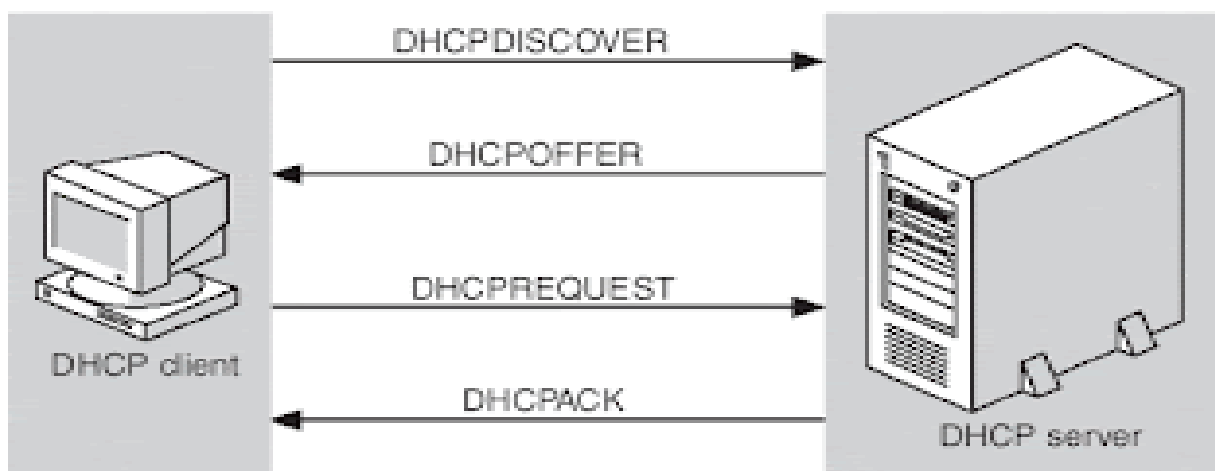 DHCPDISCOVER
DHCPOFFER
DHCPREQUEST
DHCPACK
DHCP client
DHCP server